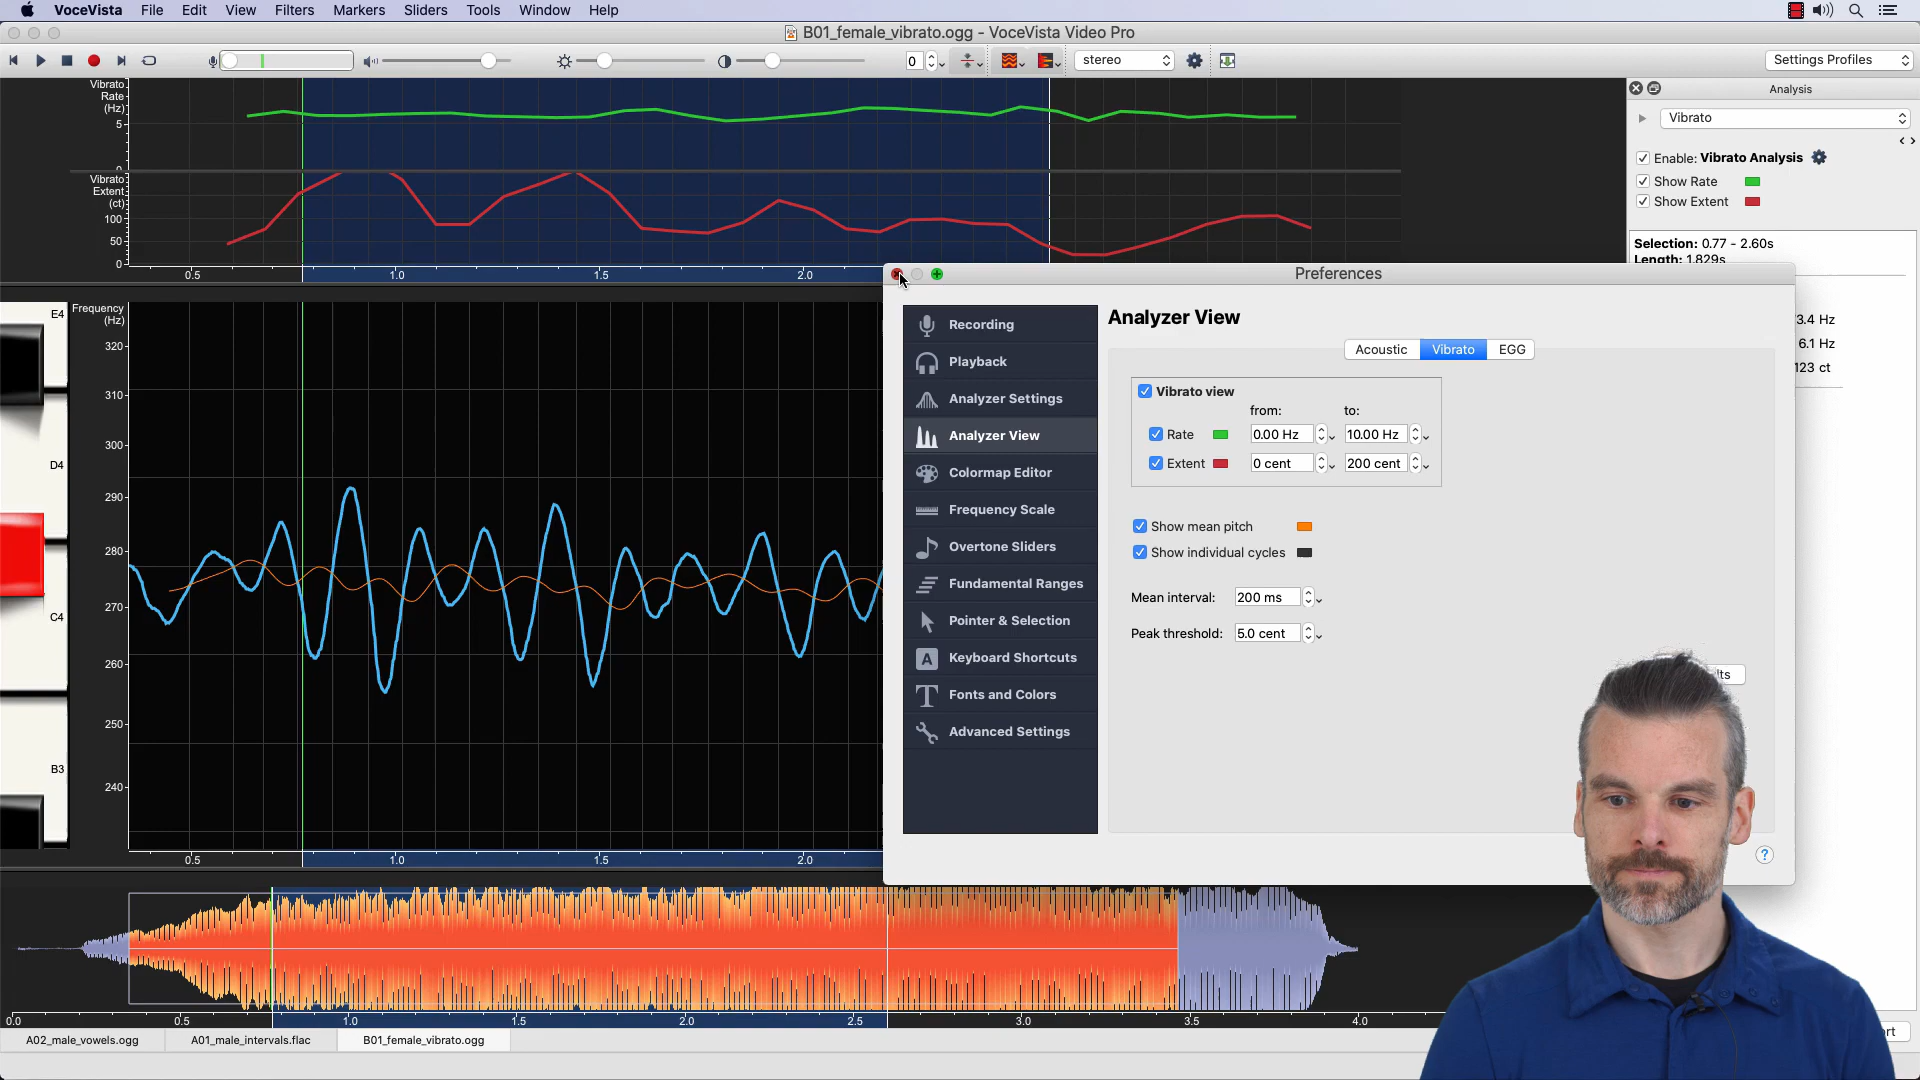 VoceVista File Edit View Filters Markers Sliders Tools Window Help
B01_female_vibrato.ogg - VoceVista Video Pro
0 stereo Settings Profiles
Vibrato
Rate
(Hz)
5
0
Vibrato
Extent
(ct)
100
50
0
0.5 1.0 1.5 2.0
Analysis
Vibrato
Enable: Vibrato Analysis
Show Rate
Show Extent
Selection: 0.77 - 2.60s
Length: 1.829s
3.4 Hz
6.1 Hz
123 ct
Frequency
(Hz)
320
310
300
290
280
270
260
250
240
E4
D4
C4
B3
0.5 1.0 1.5 2.0
Preferences
Recording
Playback
Analyzer Settings
Analyzer View
Colormap Editor
Frequency Scale
Overtone Sliders
Fundamental Ranges
Pointer & Selection
A Keyboard Shortcuts
T Fonts and Colors
Advanced Settings
Analyzer View
Acoustic Vibrato EGG
Vibrato view
from: to:
Rate 0.00 Hz 10.00 Hz
Extent 0 cent 200 cent
Show mean pitch
Show individual cycles
Mean interval: 200 ms
Peak threshold: 5.0 cent
lts
?
0.0 0.5 1.0 1.5 2.0 2.5 3.0 3.5 4.0
A02_male_vowels.ogg A01_male_intervals.flac B01_female_vibrato.ogg
rt